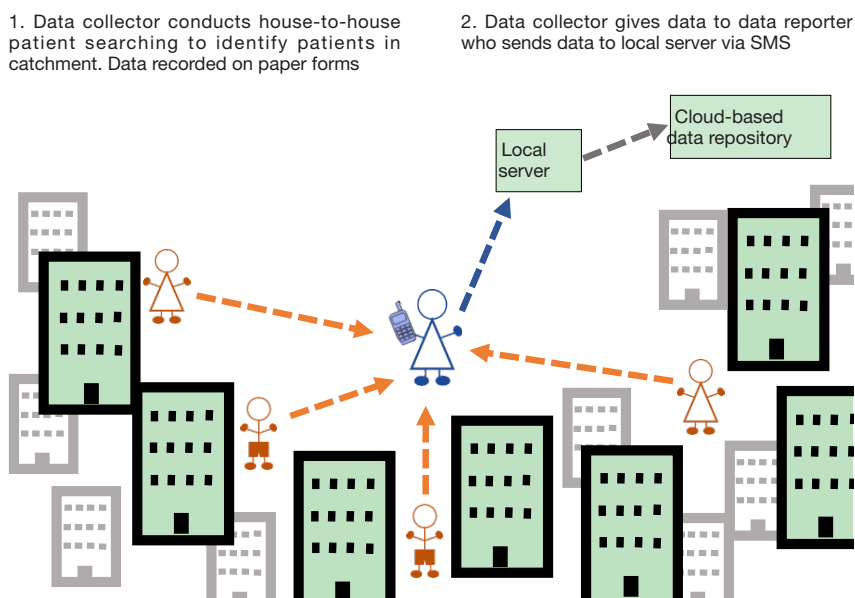 1. Data collector conducts house-to-house
patient searching to identify patients in
catchment. Data recorded on paper forms
2. Data collector gives data to data reporter
who sends data to local server via SMS
Cloud-based
data repository
Local
server